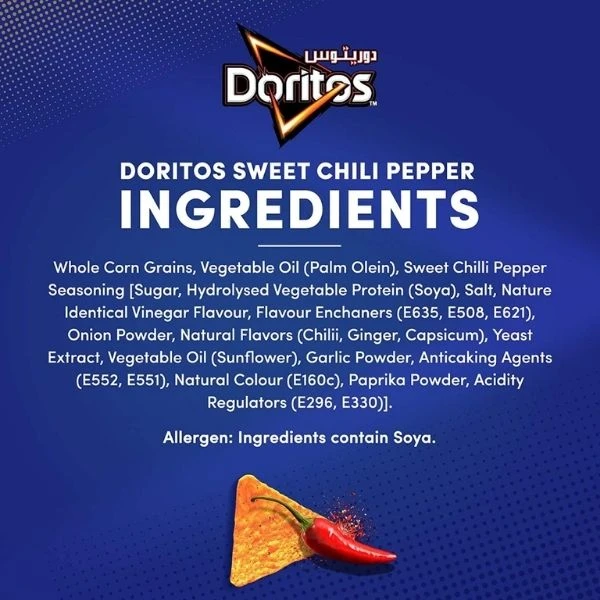 دوريتوس
Doritos
TM
DORITOS SWEET CHILI PEPPER
INGREDIENTS
Whole Corn Grains, Vegetable Oil (Palm Olein), Sweet Chilli Pepper
Seasoning [Sugar, Hydrolysed Vegetable Protein (Soya), Salt, Nature
Identical Vinegar Flavour, Flavour Enchaners (E635, E508, E621),
Onion Powder, Natural Flavors (Chilii, Ginger, Capsicum), Yeast
Extract, Vegetable Oil (Sunflower), Garlic Powder, Anticaking Agents
(E552, E551), Natural Colour (E160c), Paprika Powder, Acidity
Regulators (E296, E330)].
Allergen: Ingredients contain Soya.